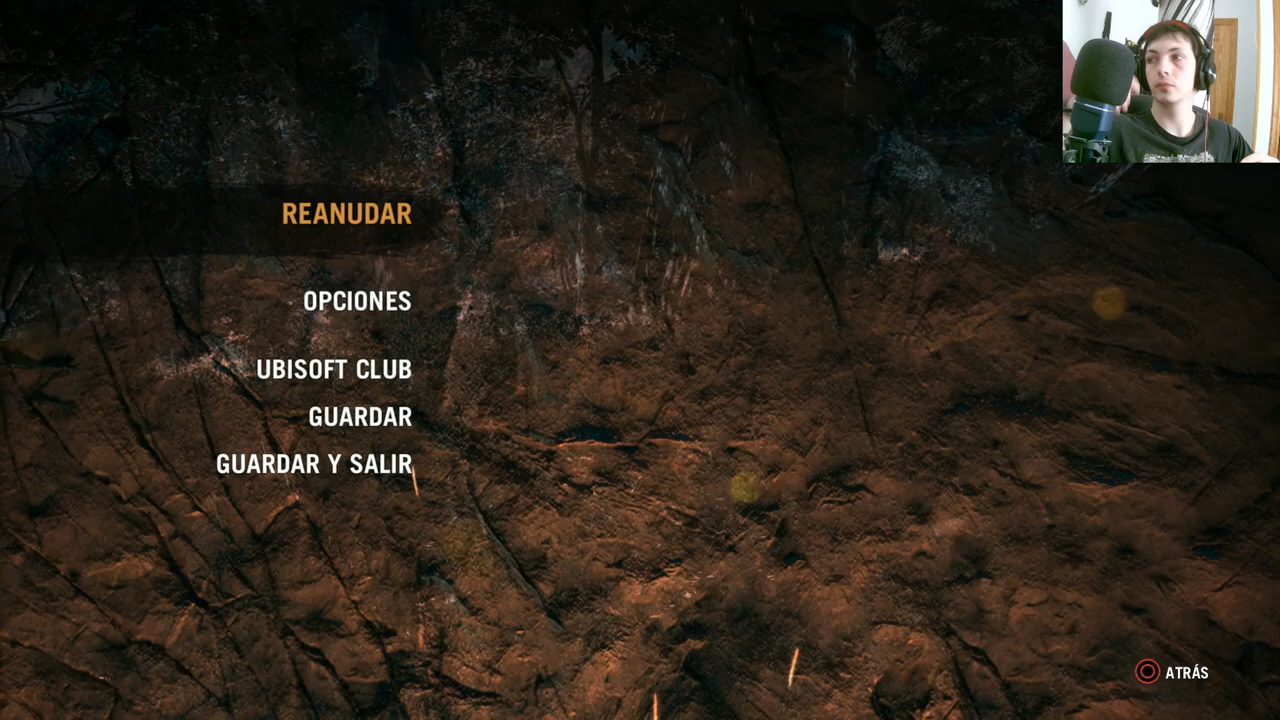 REANUDAR
OPCIONES
UBISOFT CLUB
GUARDAR
GUARDAR Y SALIR
ATRÁS